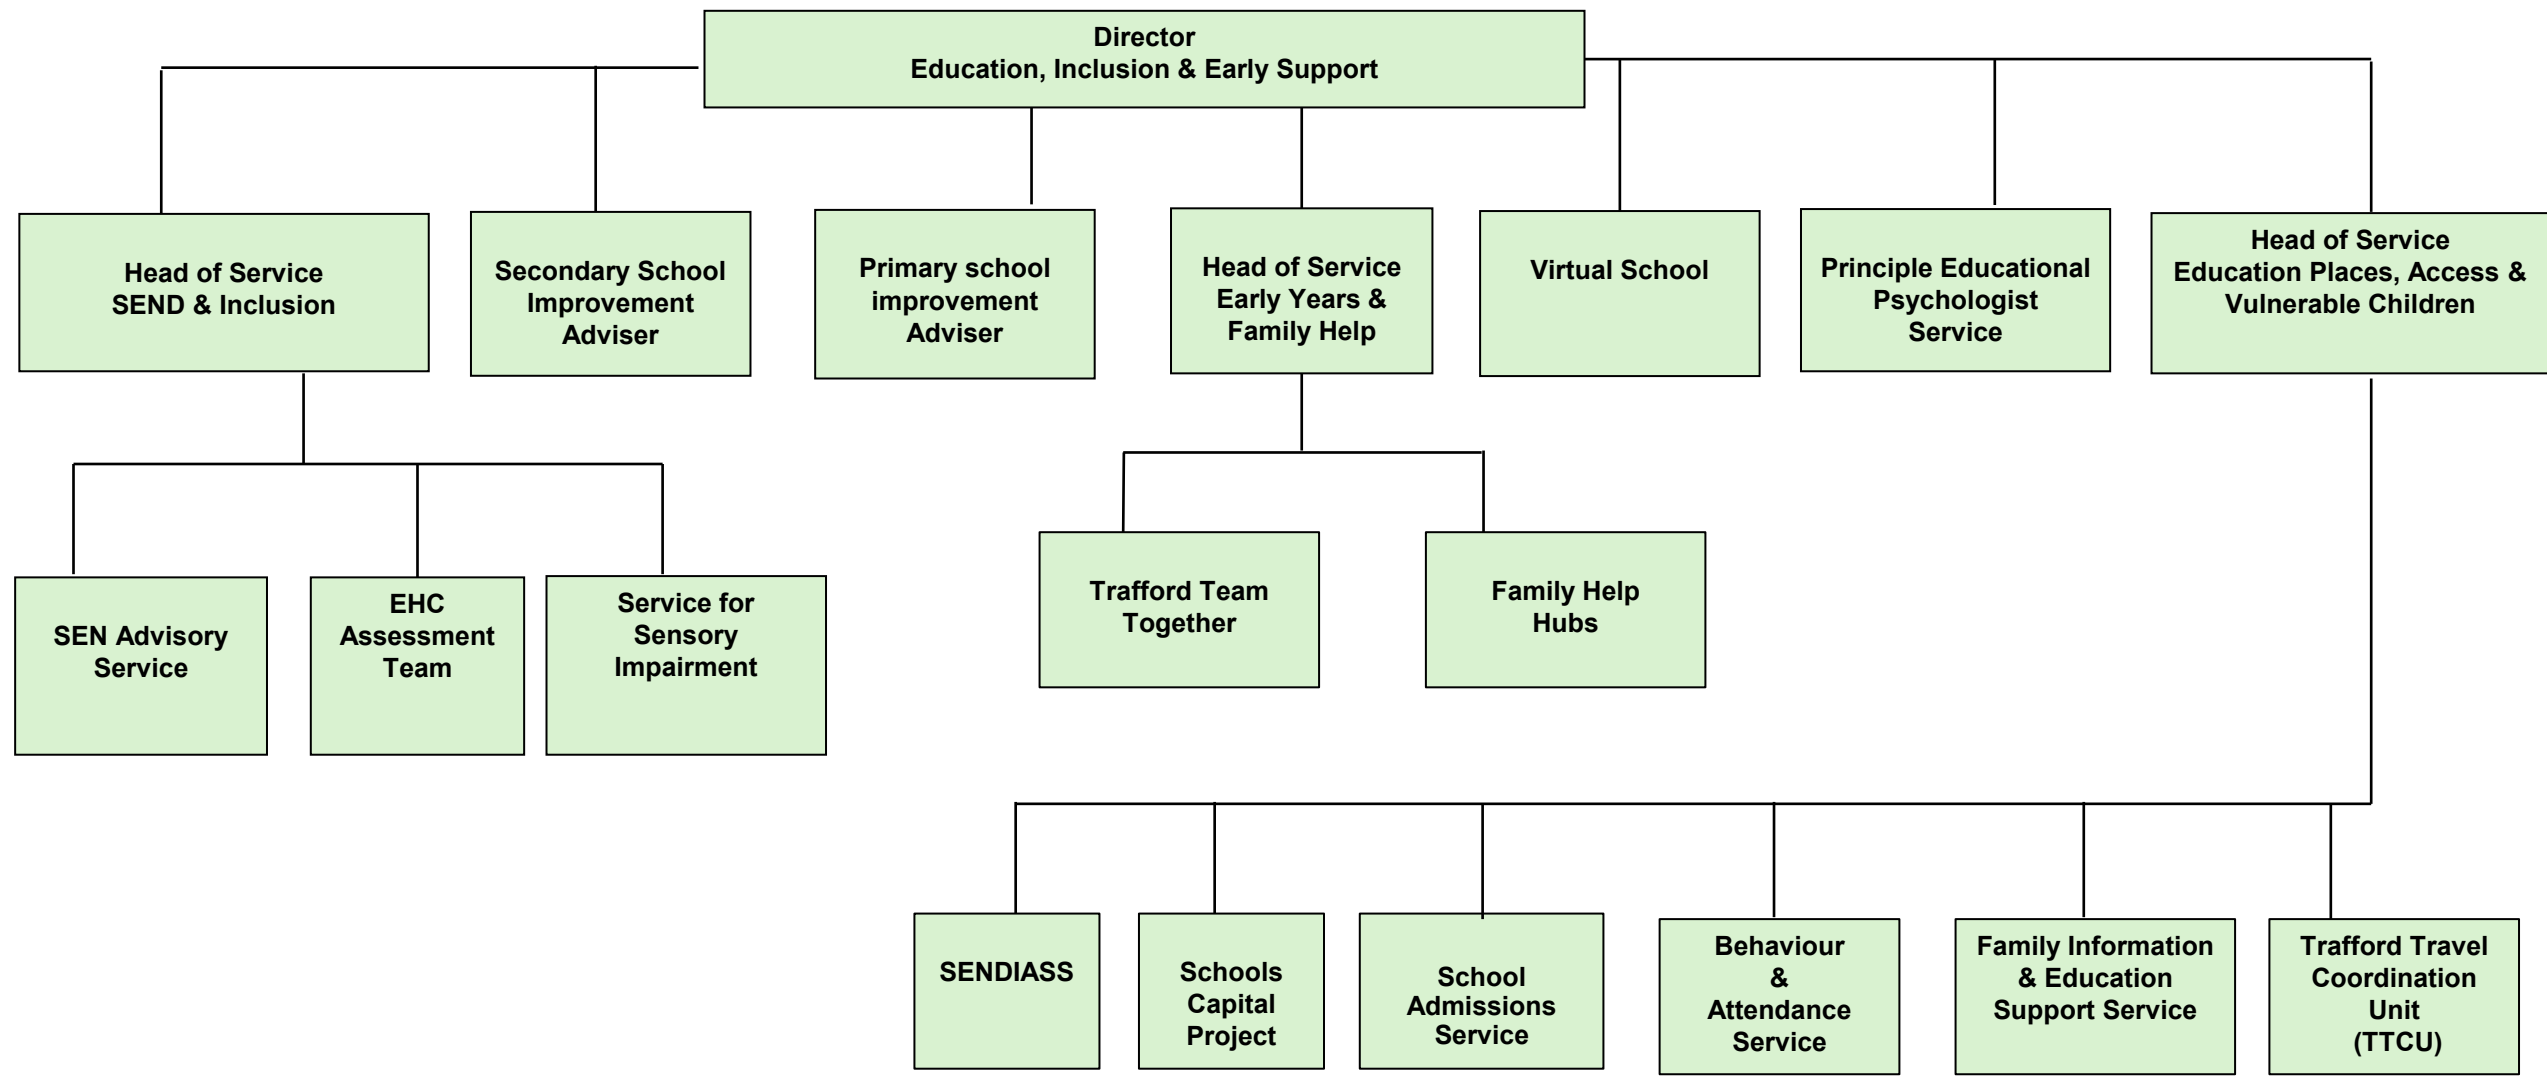 Director
Education, Inclusion & Early Support
Head of Service
SEND & Inclusion
Secondary School
Improvement
Adviser
Primary school
improvement
Adviser
Head of Service
Early Years &
Family Help
Virtual School
Principle Educational
Psychologist
Service
Head of Service
Education Places, Access &
Vulnerable Children
SEN Advisory
Service
EHC
Assessment
Team
Service for
Sensory
Impairment
Trafford Team
Together
Family Help
Hubs
SENDIASS
Schools
Capital
Project
School
Admissions
Service
Behaviour
&
Attendance
Service
Family Information
& Education
Support Service
Trafford Travel
Coordination
Unit
(TTCU)